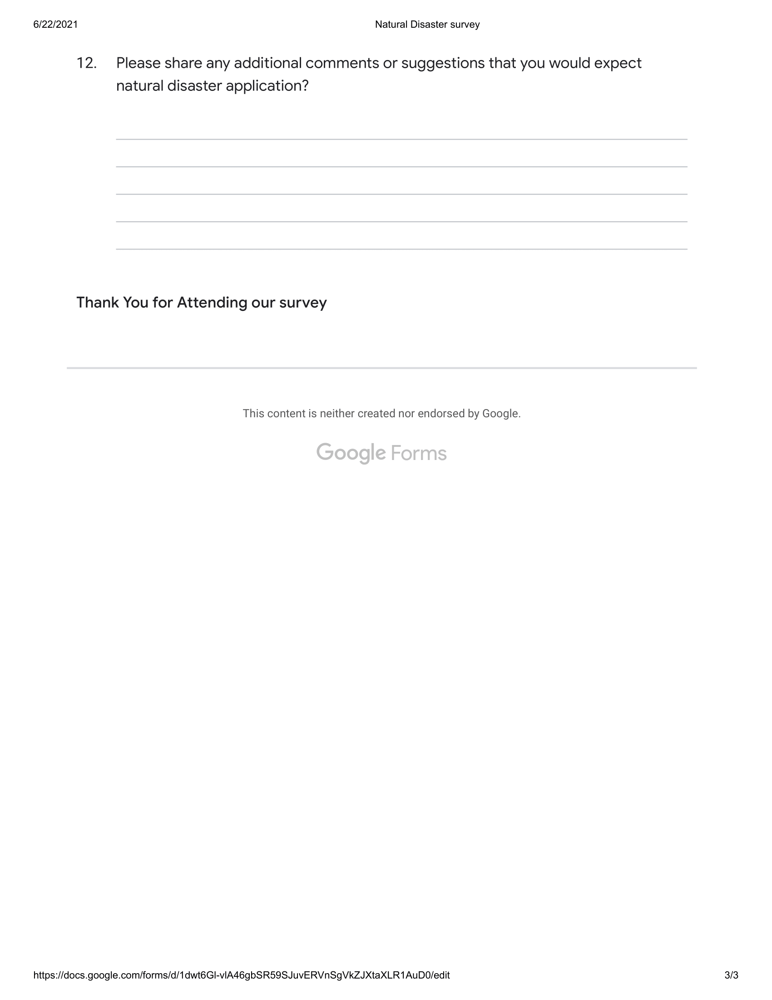 6/22/2021 Natural Disaster survey
12. Please share any additional comments or suggestions that you would expect
natural disaster application?
Thank You for Attending our survey
This content is neither created nor endorsed by Google.
Google Forms
https://docs.google.com/forms/d/1dwt6Gl-vlA46gbSR59SJuvERVnSgVkZJXtaXLR1AuD0/edit 3/3